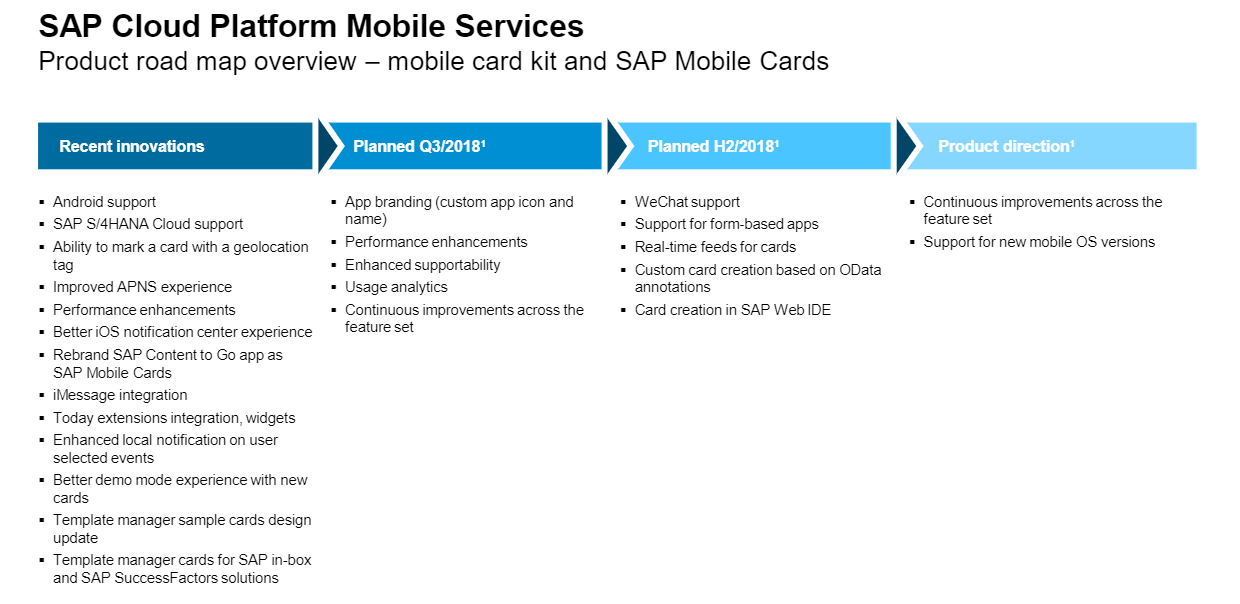 SAP Cloud Platform Mobile Services
Product road map overview – mobile card kit and SAP Mobile Cards
Recent innovations
▪ Android support
▪ SAP S/4HANA Cloud support
▪ Ability to mark a card with a geolocation
tag
▪ Improved APNS experience
▪ Performance enhancements
▪ Better iOS notification center experience
▪ Rebrand SAP Content to Go app as
SAP Mobile Cards
▪ iMessage integration
▪ Today extensions integration, widgets
▪ Enhanced local notification on user
selected events
▪ Better demo mode experience with new
cards
▪ Template manager sample cards design
update
▪ Template manager cards for SAP in-box
and SAP SuccessFactors solutions
Planned Q3/2018¹
▪ App branding (custom app icon and
name)
▪ Performance enhancements
▪ Enhanced supportability
▪ Usage analytics
▪ Continuous improvements across the
feature set
Planned H2/2018¹
▪ WeChat support
▪ Support for form-based apps
▪ Real-time feeds for cards
▪ Custom card creation based on OData
annotations
▪ Card creation in SAP Web IDE
Product direction¹
▪ Continuous improvements across the
feature set
▪ Support for new mobile OS versions